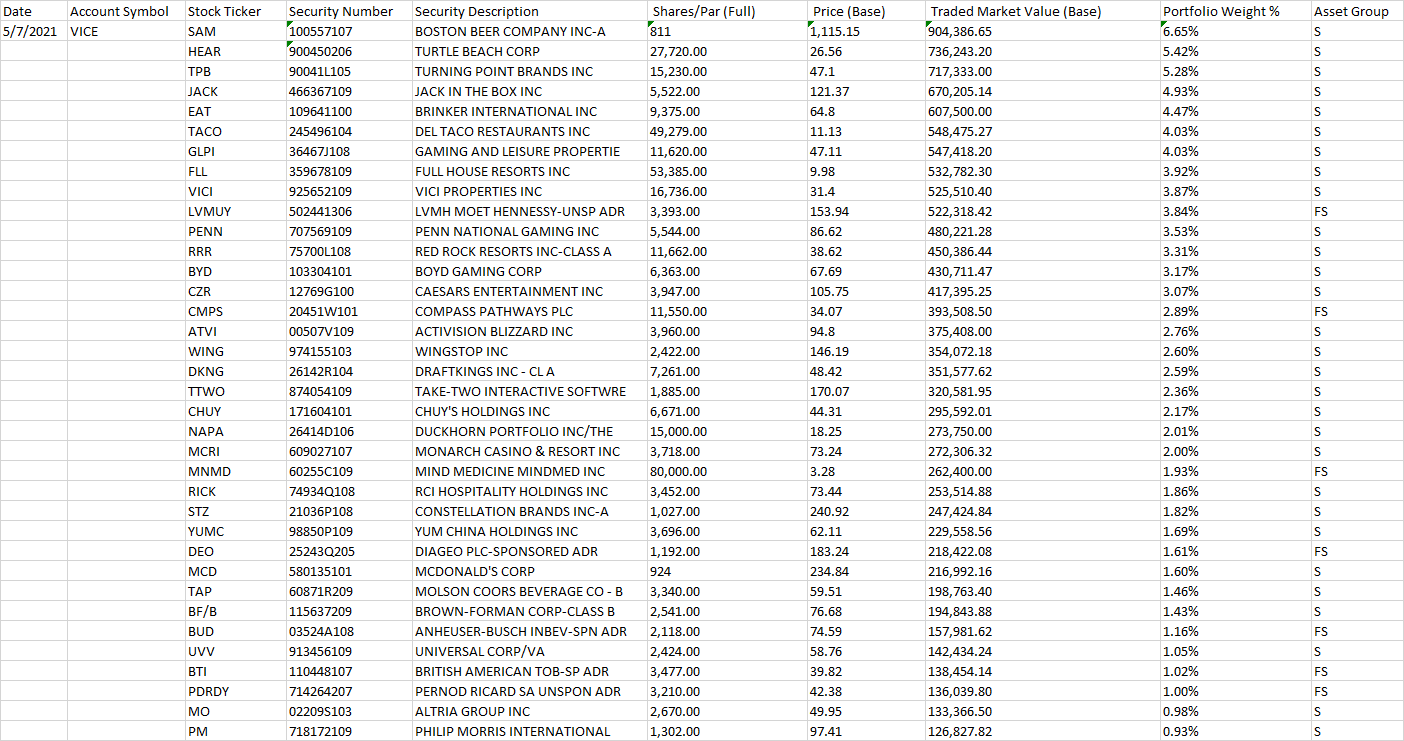 Date Account Symbol Stock Ticker Security Number Security Description Shares/Par (Full) Price (Base) Traded Market Value (Base) Portfolio Weight % Asset Group
5/7/2021 VICE SAM 100557107 BOSTON BEER COMPANY INC-A 811 1,115.15 904,386.65 6.65% S
HEAR 900450206 TURTLE BEACH CORP 27,720.00 26.56 736,243.20 5.42% S
TPB 90041L105 TURNING POINT BRANDS INC 15,230.00 47.1 717,333.00 5.28% S
JACK 466367109 JACK IN THE BOX INC 5,522.00 121.37 670,205.14 4.93% S
EAT 109641100 BRINKER INTERNATIONAL INC 9,375.00 64.8 607,500.00 4.47% S
TACO 245496104 DEL TACO RESTAURANTS INC 49,279.00 11.13 548,475.27 4.03% S
GLPI 36467J108 GAMING AND LEISURE PROPERTIE 11,620.00 47.11 547,418.20 4.03% S
FLL 359678109 FULL HOUSE RESORTS INC 53,385.00 9.98 532,782.30 3.92% S
VICI 925652109 VICI PROPERTIES INC 16,736.00 31.4 525,510.40 3.87% S
LVMUY 502441306 LVMH MOET HENNESSY-UNSP ADR 3,393.00 153.94 522,318.42 3.84% FS
PENN 707569109 PENN NATIONAL GAMING INC 5,544.00 86.62 480,221.28 3.53% S
RRR 75700L108 RED ROCK RESORTS INC-CLASS A 11,662.00 38.62 450,386.44 3.31% S
BYD 103304101 BOYD GAMING CORP 6,363.00 67.69 430,711.47 3.17% S
CZR 12769G100 CAESARS ENTERTAINMENT INC 3,947.00 105.75 417,395.25 3.07% S
CMPS 20451W101 COMPASS PATHWAYS PLC 11,550.00 34.07 393,508.50 2.89% FS
ATVI 00507V109 ACTIVISION BLIZZARD INC 3,960.00 94.8 375,408.00 2.76% S
WING 974155103 WINGSTOP INC 2,422.00 146.19 354,072.18 2.60% S
DKNG 26142R104 DRAFTKINGS INC - CL A 7,261.00 48.42 351,577.62 2.59% S
TTWO 874054109 TAKE-TWO INTERACTIVE SOFTWRE 1,885.00 170.07 320,581.95 2.36% S
CHUY 171604101 CHUY'S HOLDINGS INC 6,671.00 44.31 295,592.01 2.17% S
NAPA 26414D106 DUCKHORN PORTFOLIO INC/THE 15,000.00 18.25 273,750.00 2.01% S
MCRI 609027107 MONARCH CASINO & RESORT INC 3,718.00 73.24 272,306.32 2.00% S
MNMD 60255C109 MIND MEDICINE MINDMED INC 80,000.00 3.28 262,400.00 1.93% FS
RICK 74934Q108 RCI HOSPITALITY HOLDINGS INC 3,452.00 73.44 253,514.88 1.86% S
STZ 21036P108 CONSTELLATION BRANDS INC-A 1,027.00 240.92 247,424.84 1.82% S
YUMC 98850P109 YUM CHINA HOLDINGS INC 3,696.00 62.11 229,558.56 1.69% S
DEO 25243Q205 DIAGEO PLC-SPONSORED ADR 1,192.00 183.24 218,422.08 1.61% FS
MCD 580135101 MCDONALD'S CORP 924 234.84 216,992.16 1.60% S
TAP 60871R209 MOLSON COORS BEVERAGE CO - B 3,340.00 59.51 198,763.40 1.46% S
BF/B 115637209 BROWN-FORMAN CORP-CLASS B 2,541.00 76.68 194,843.88 1.43% S
BUD 03524A108 ANHEUSER-BUSCH INBEV-SPN ADR 2,118.00 74.59 157,981.62 1.16% FS
UVV 913456109 UNIVERSAL CORP/VA 2,424.00 58.76 142,434.24 1.05% S
BTI 110448107 BRITISH AMERICAN TOB-SP ADR 3,477.00 39.82 138,454.14 1.02% FS
PDRDY 714264207 PERNOD RICARD SA UNSPON ADR 3,210.00 42.38 136,039.80 1.00% FS
MO 02209S103 ALTRIA GROUP INC 2,670.00 49.95 133,366.50 0.98% S
PM 718172109 PHILIP MORRIS INTERNATIONAL 1,302.00 97.41 126,827.82 0.93% S